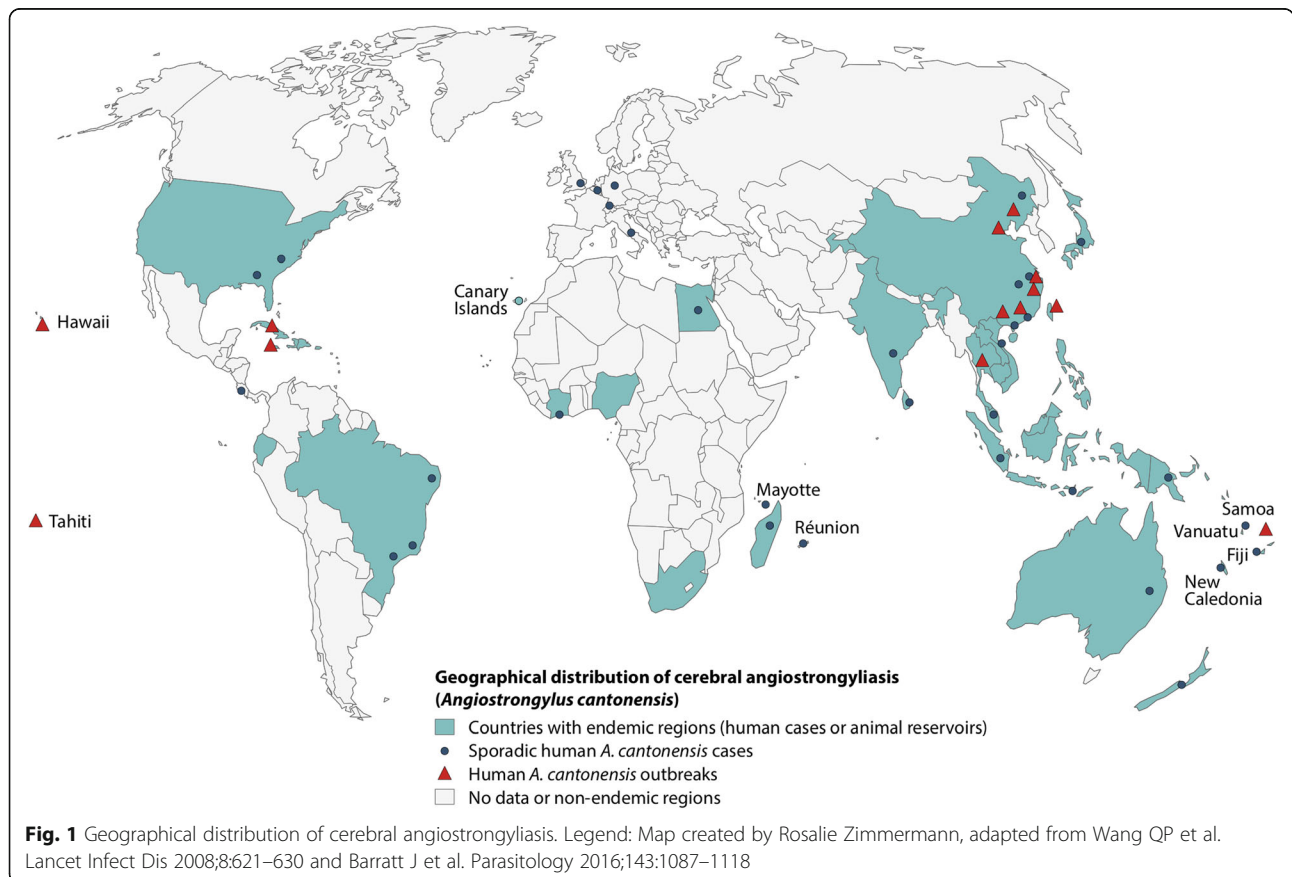 Hawaii
Canary
Islands
Mayotte
Tahiti
Réunion
Samoa
Vanuatu
Fiji
New
Caledonia
Geographical distribution of cerebral angiostrongyliasis
(Angiostrongylus cantonensis)
Countries with endemic regions (human cases or animal reservoirs)
Sporadic human A. cantonensis cases
Human A. cantonensis outbreaks
No data or non-endemic regions
Fig. 1 Geographical distribution of cerebral angiostrongyliasis. Legend: Map created by Rosalie Zimmermann, adapted from Wang QP et al.
Lancet Infect Dis 2008;8:621–630 and Barratt J et al. Parasitology 2016;143:1087–1118